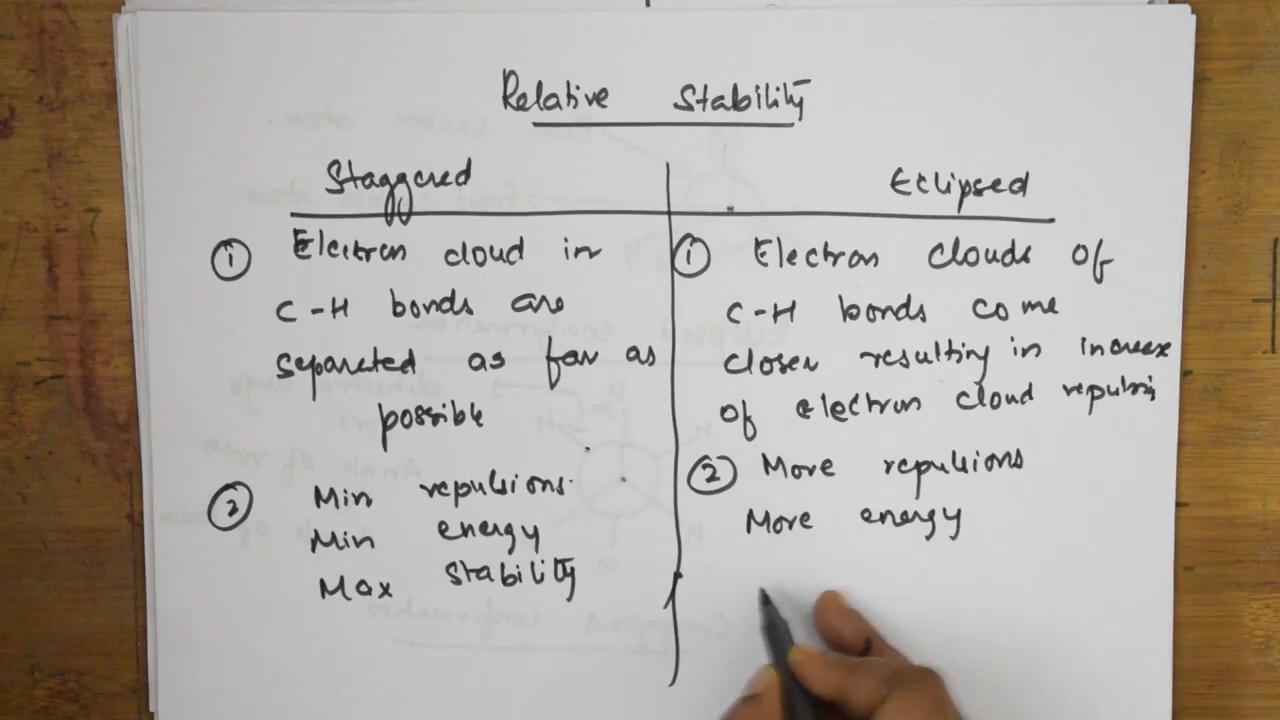 Relative Stability
Staggered
① Electron cloud in
C-H bonds are
separated as far as
possible
② Min repulsions.
Min energy
Max stability
Eclipsed
① Electron clouds of
C-H bonds come
closer resulting in increase
of electron cloud
② More repulsions
More energy